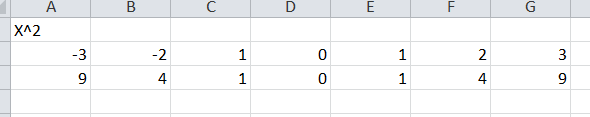 A B C D E F G
X^2
-3 -2 1 0 1 2 3
9 4 1 0 1 4 9